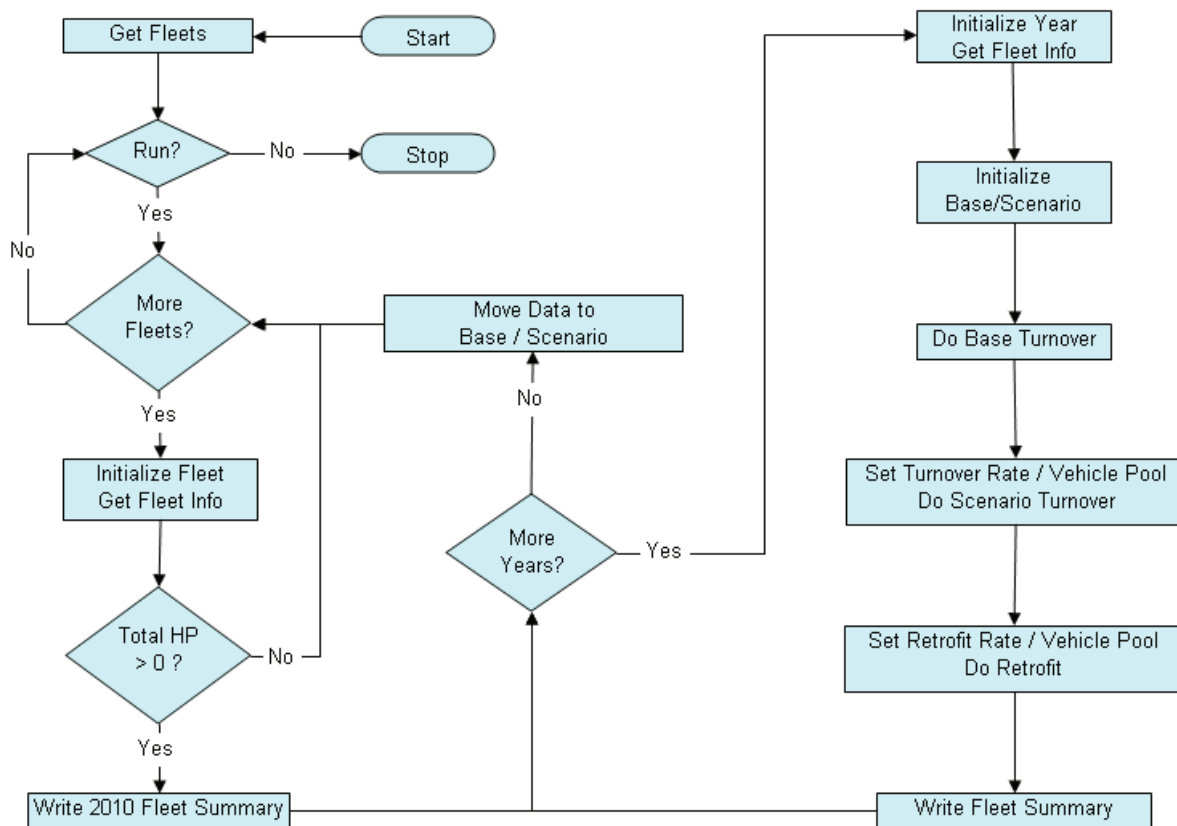 Get Fleets
Start
Run?
No
Stop
Yes
No
More
Fleets?
Yes
Initialize Fleet
Get Fleet Info
Total HP
> 0 ?
No
Yes
Write 2010 Fleet Summary
Move Data to
Base / Scenario
No
More
Years?
Yes
Initialize Year
Get Fleet Info
Initialize
Base/Scenario
Do Base Turnover
Set Turnover Rate / Vehicle Pool
Do Scenario Turnover
Set Retrofit Rate / Vehicle Pool
Do Retrofit
Write Fleet Summary